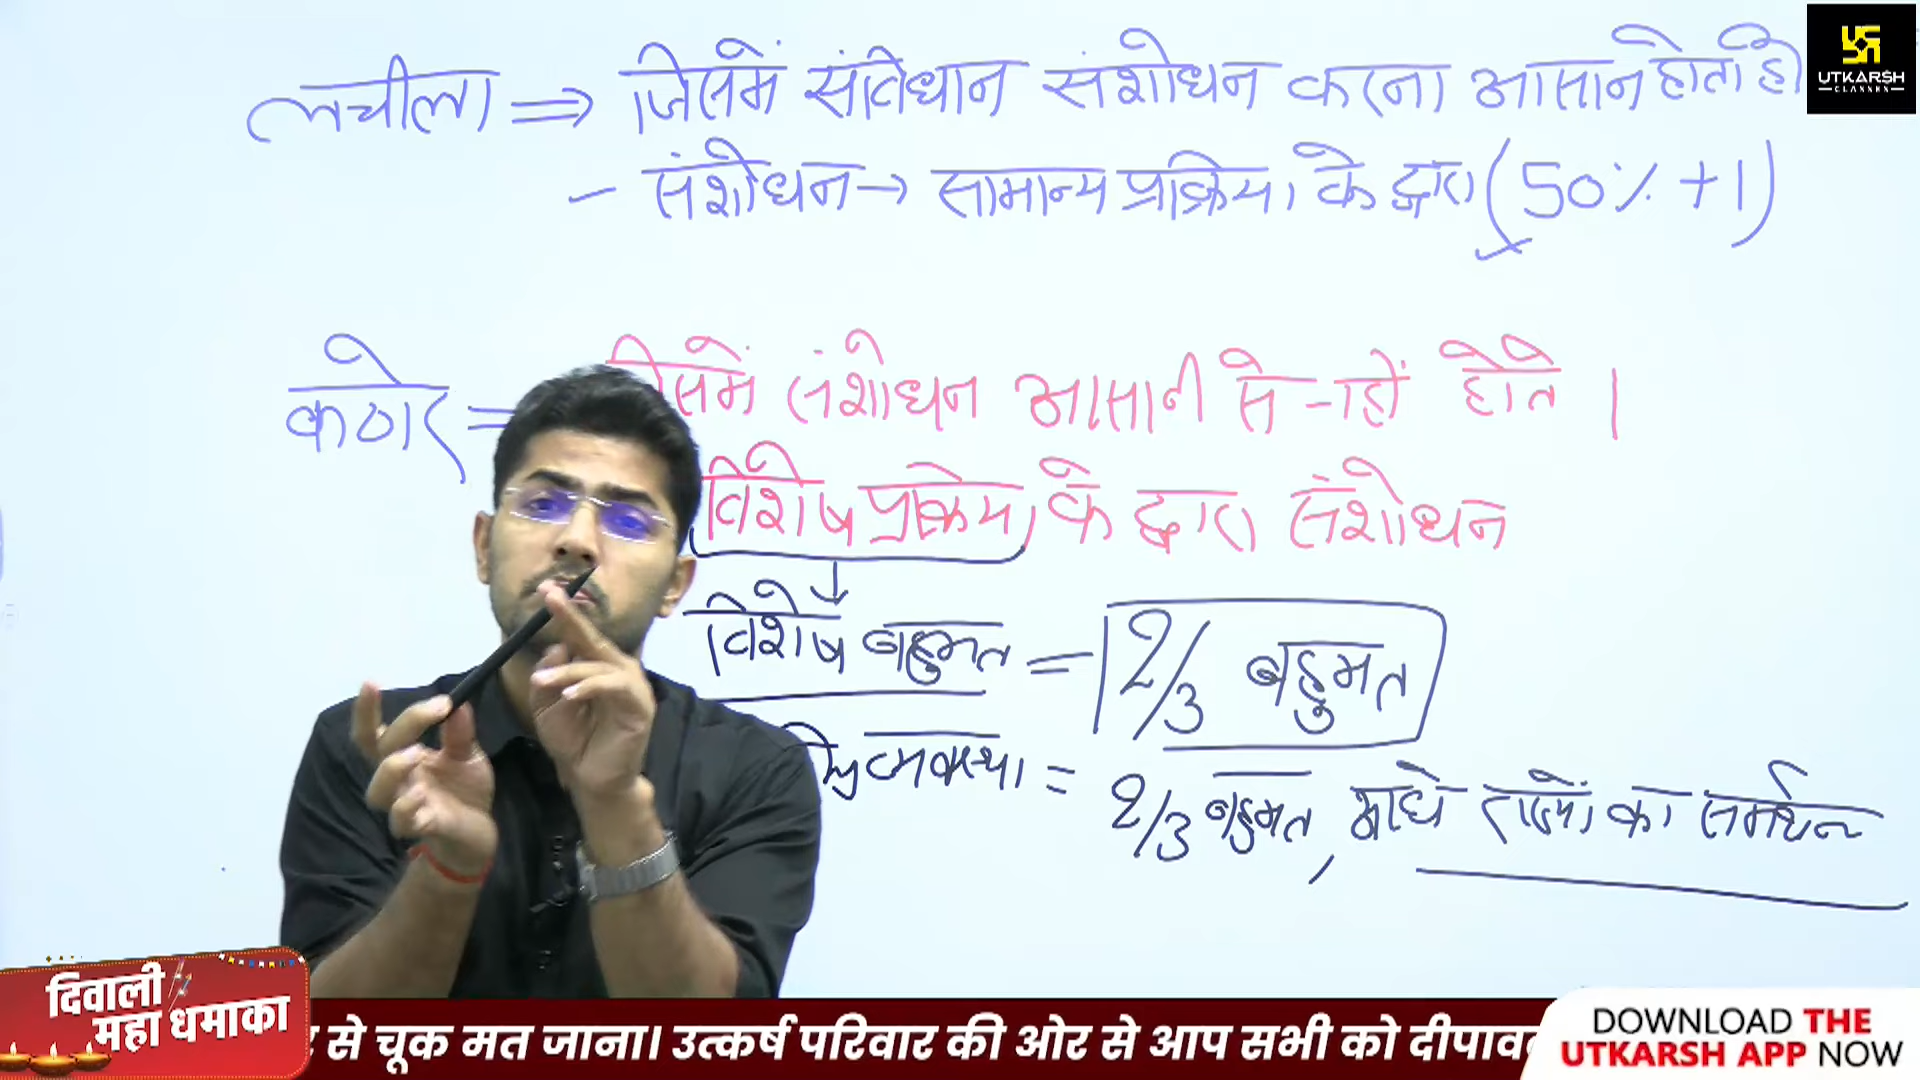 लचीला ⇒ जिसमें संविधान संशोधन करना आसान होता हो
UTKARSH
CLASSES
- संशोधन → सामान्य प्रक्रिया के द्वारा (50% +1)
कठोर = जिसमें संशोधन आसानी से नहीं होते ।
विशेष प्रक्रिया के द्वारा संशोधन
↓
विशेष बहुमत = 2/3 बहुमत
व्यवस्था = 2/3 बहुमत, आधे राज्यों का समर्थन
दिवाली
महा धमाका
से चूक मत जाना। उत्कर्ष परिवार की ओर से आप सभी को
DOWNLOAD THE
UTKARSH APP NOW